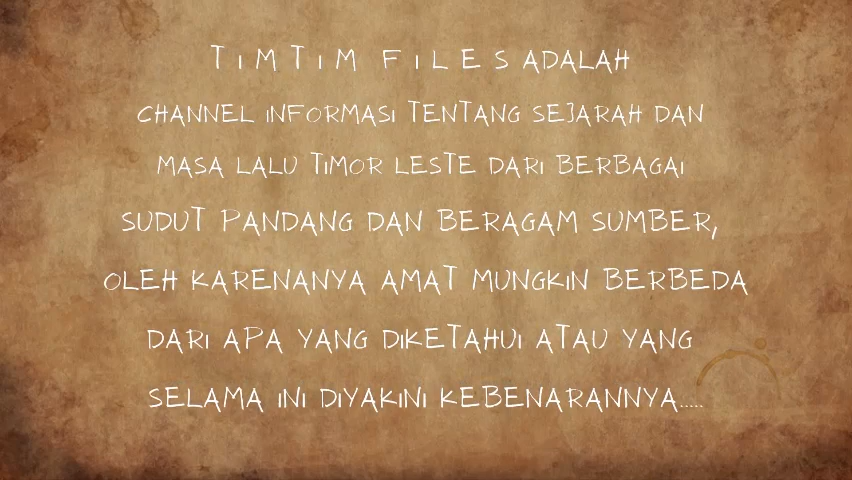 TIMTIM FILES ADALAH
CHANNEL INFORMASI TENTANG SEJARAH DAN
MASA LALU TIMOR LESTE DARI BERBAGAI
SUDUT PANDANG DAN BERAGAM SUMBER,
OLEH KARENANYA AMAT MUNGKIN BERBEDA
DARI APA YANG DIKETAHUI ATAU YANG
SELAMA INI DIYAKINI KEBENARANNYA.....